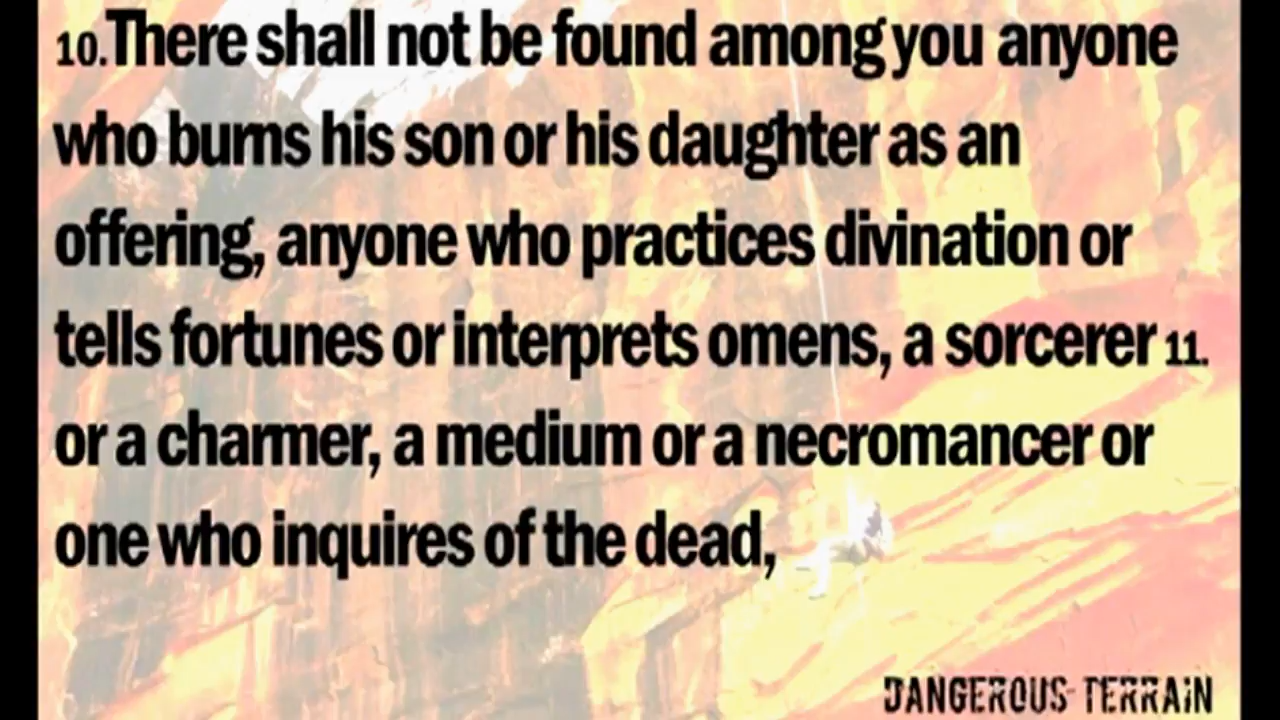 10.There shall not be found among you anyone
who burns his son or his daughter as an
offering, anyone who practices divination or
tells fortunes or interprets omens, a sorcerer 11.
or a charmer, a medium or a necromancer or
one who inquires of the dead,
DANGEROUS TERRAIN